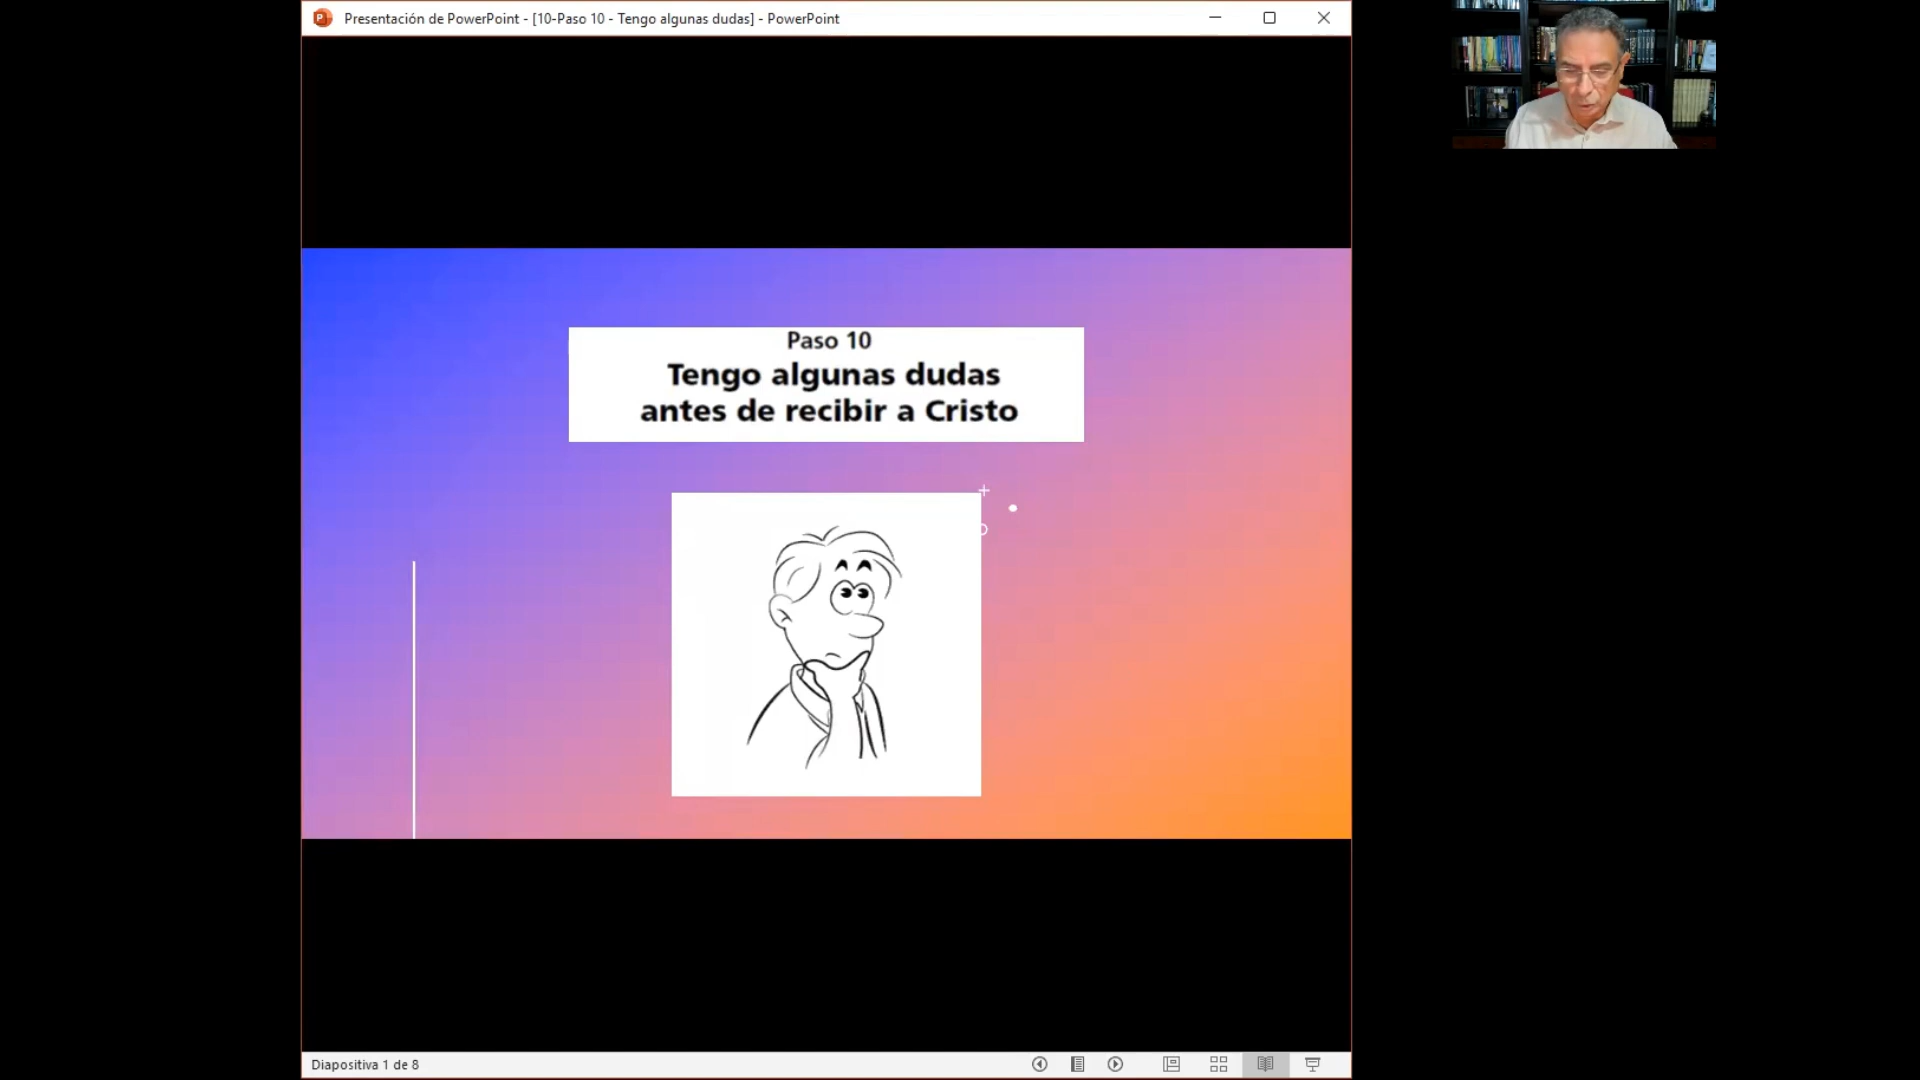 Presentación de PowerPoint - [10-Paso 10 - Tengo algunas dudas] - PowerPoint
Paso 10
Tengo algunas dudas
antes de recibir a Cristo
Diapositiva 1 de 8